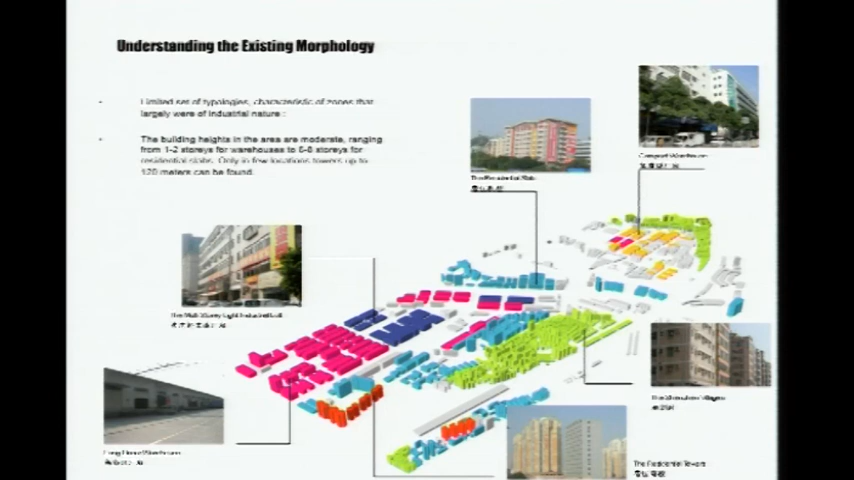 Understanding the Existing Morphology
Limited set of typologies, characteristic of zones that
largely were of industrial nature :
The building heights in the area are moderate, ranging
from 1-2 storeys for warehouses to 6-8 storeys for
residential slabs. Only in few locations towers up to
120 meters can be found.
Compact Warehouse
The Residential Slab
The Multi Storey Light Industrial
The Shenzhen Villages
The Residential Towers